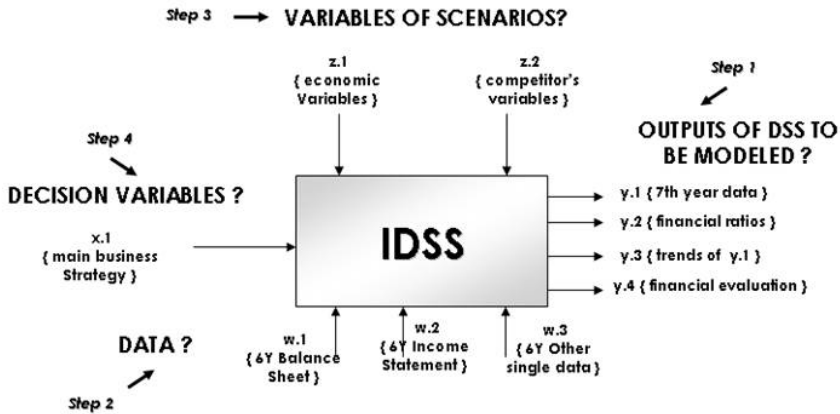 Step 3
VARIABLES OF SCENARIOS?
z.1
{ economic
Variables }
z.2
{ competitor's
variables }
Step 1
OUTPUTS OF DSS TO
BE MODELED ?
Step 4
DECISION VARIABLES ?
x.1
{ main business
Strategy }
IDSS
y.1 { 7th year data }
y.2 { financial ratios }
y.3 { trends of y.1 }
y.4 { financial evaluation }
DATA ?
Step 2
w.1
{ 6Y Balance
Sheet }
w.2
{ 6Y Income
Statement }
w.3
{ 6Y Other
single data }